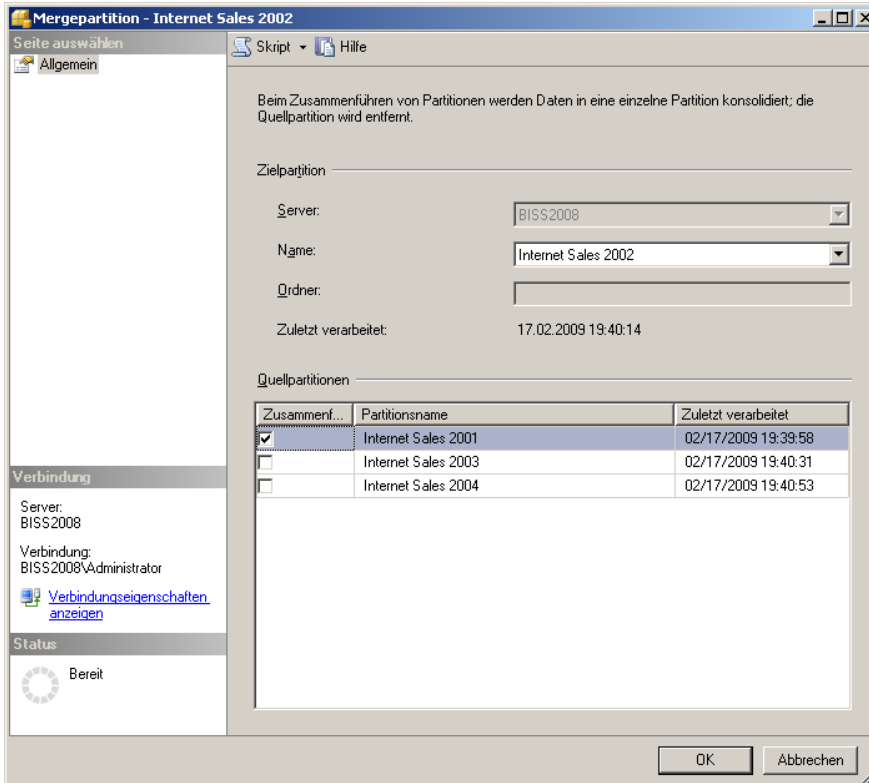 Mergepartition - Internet Sales 2002
Seite auswählen
Allgemein
Skript
Hilfe
Beim Zusammenführen von Partitionen werden Daten in eine einzelne Partition konsolidiert; die
Quellpartition wird entfernt.
Zielpartition
Server:
BISS2008
Name:
Internet Sales 2002
Ordner:
Zuletzt verarbeitet:
17.02.2009 19:40:14
Quellpartitionen
Zusammenf... Partitionsname Zuletzt verarbeitet
Internet Sales 2001 02/17/2009 19:39:58
Internet Sales 2003 02/17/2009 19:40:31
Internet Sales 2004 02/17/2009 19:40:53
Verbindung
Server:
BISS2008
Verbindung:
BISS2008\Administrator
Verbindungseigenschaften
anzeigen
Status
Bereit
OK
Abbrechen